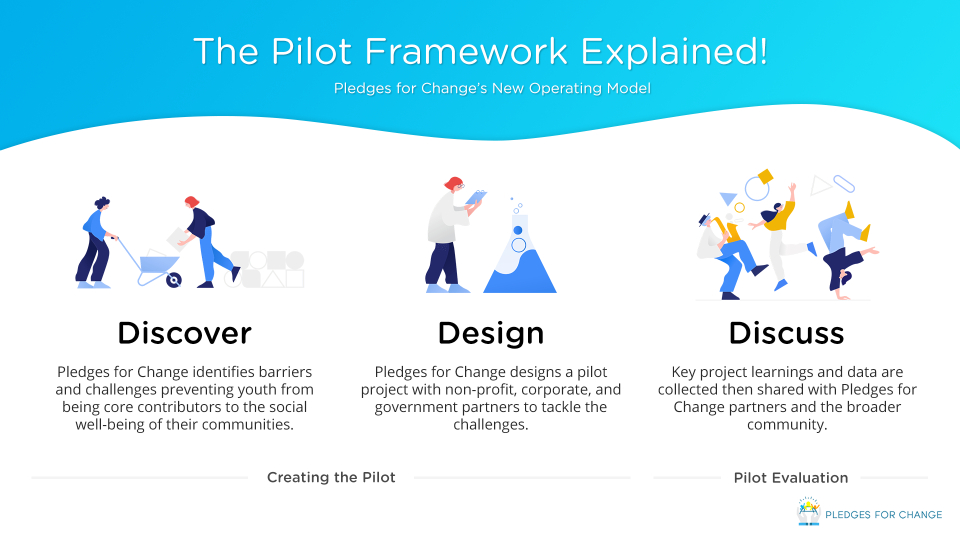 The Pilot Framework Explained!
Pledges for Change's New Operating Model
Discover
Pledges for Change identifies barriers
and challenges preventing youth from
being core contributors to the social
well-being of their communities.
Design
Pledges for Change designs a pilot
project with non-profit, corporate, and
government partners to tackle the
challenges.
Discuss
Key project learnings and data are
collected then shared with Pledges for
Change partners and the broader
community.
Creating the Pilot
Pilot Evaluation
PLEDGES FOR CHANGE